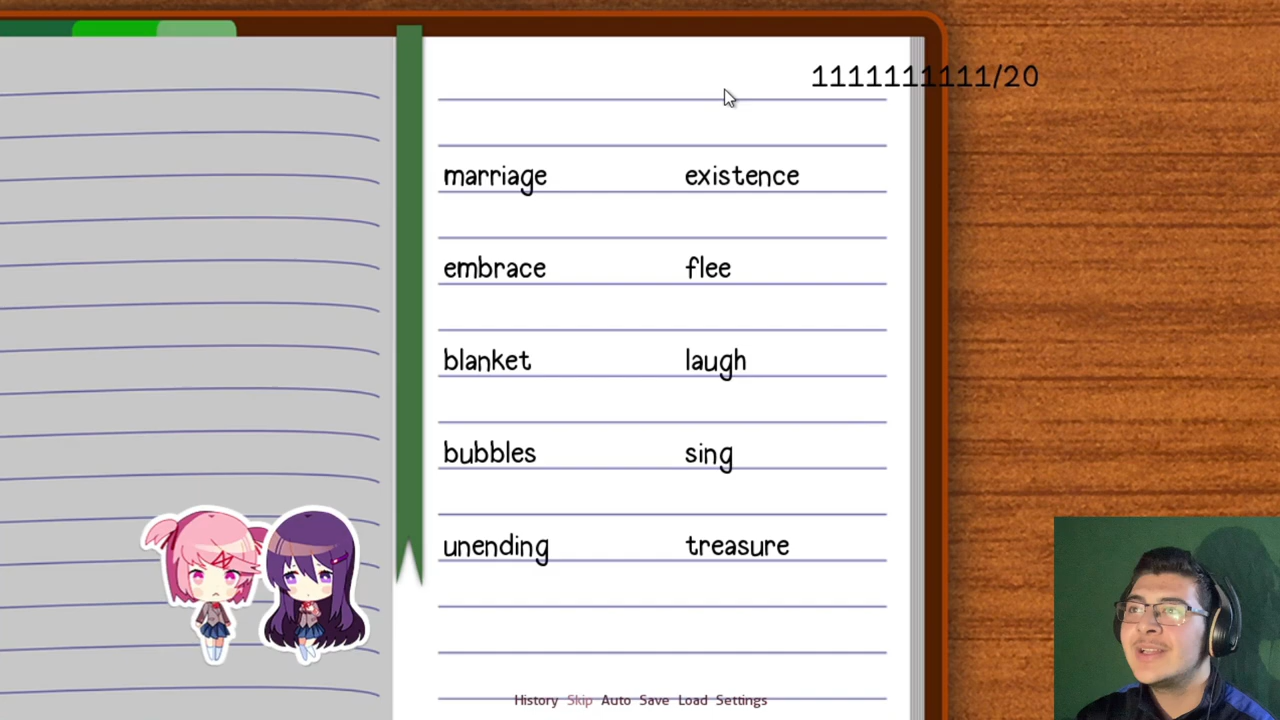 1111111111/20
marriage existence
embrace flee
blanket laugh
bubbles sing
unending treasure
History Skip Auto Save Load Settings